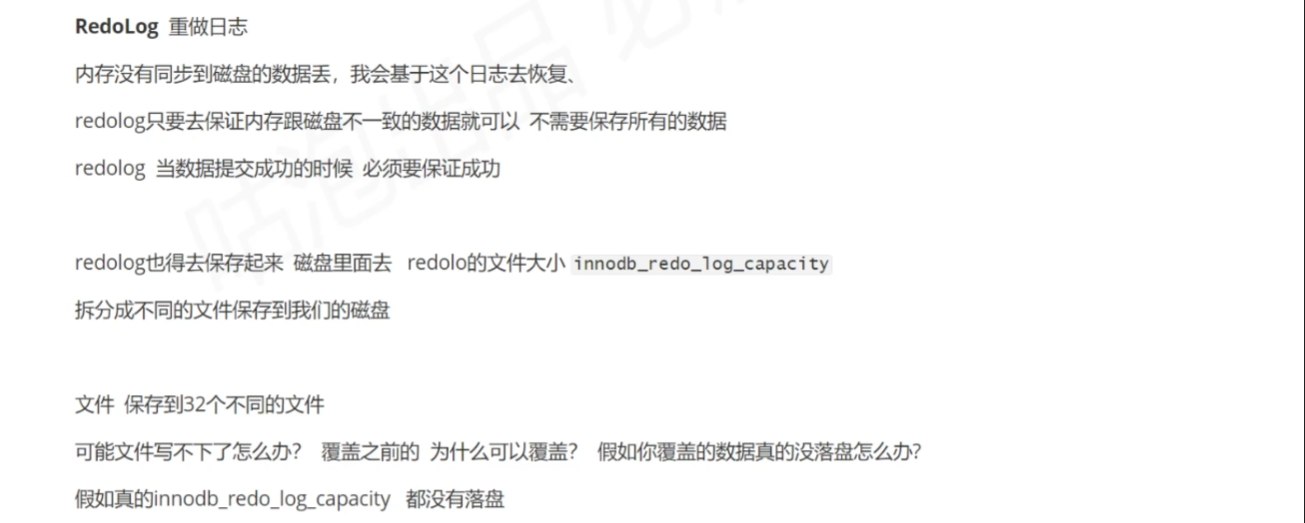 RedoLog 重做日志
内存没有同步到磁盘的数据丢，我会基于这个日志去恢复、
redolog只要去保证内存跟磁盘不一致的数据就可以 不需要保存所有的数据
redolog 当数据提交成功的时候 必须要保证成功
redolog也得去保存起来 磁盘里面去 redolo的文件大小 innodb_redo_log_capacity
拆分成不同的文件保存到我们的磁盘
文件 保存到32个不同的文件
可能文件写不下了怎么办？ 覆盖之前的 为什么可以覆盖？ 假如你覆盖的数据真的没落盘怎么办?
假如真的innodb_redo_log_capacity 都没有落盘
咕泡出品 必